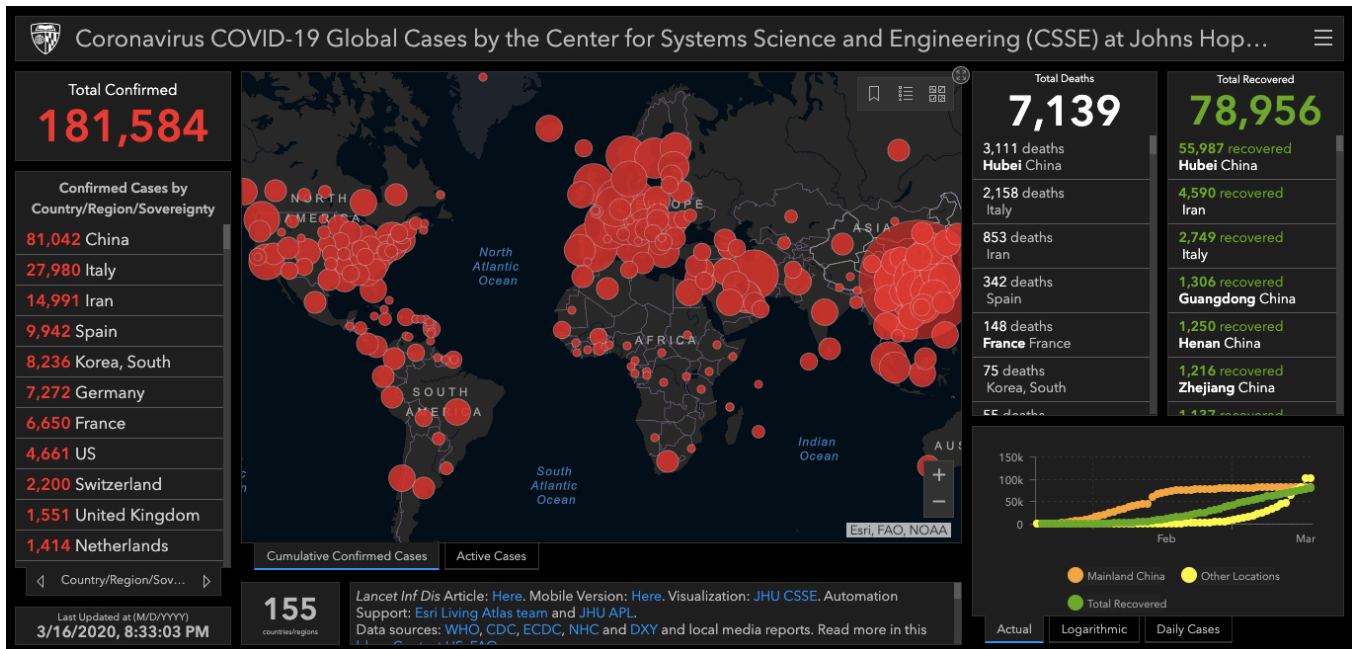 Coronavirus COVID-19 Global Cases by the Center for Systems Science and Engineering (CSSE) at Johns Hop...
Total Confirmed
181,584
Confirmed Cases by
Country/Region/Sovereignty
81,042 China
27,980 Italy
14,991 Iran
9,942 Spain
8,236 Korea, South
7,272 Germany
6,650 France
4,661 US
2,200 Switzerland
1,551 United Kingdom
1,414 Netherlands
Country/Region/Sov...
Last Updated at (M/D/YYYY)
3/16/2020, 8:33:03 PM
NORTH
AMERICA
North
Atlantic
Ocean
ASIA
AFRICA
SOUTH
AMERICA
Indian
Ocean
South
Atlantic
Ocean
AUS
+
−
Esri, FAO, NOAA
Cumulative Confirmed Cases
Active Cases
155
countries/regions
Lancet Inf Dis Article: Here. Mobile Version: Here. Visualization: JHU CSSE. Automation
Support: Esri Living Atlas team and JHU APL.
Data sources: WHO, CDC, ECDC, NHC and DXY and local media reports. Read more in this
Total Deaths
7,139
3,111 deaths
Hubei China
2,158 deaths
Italy
853 deaths
Iran
342 deaths
Spain
148 deaths
France France
75 deaths
Korea, South
55 deaths
Total Recovered
78,956
55,987 recovered
Hubei China
4,590 recovered
Iran
2,749 recovered
Italy
1,306 recovered
Guangdong China
1,250 recovered
Henan China
1,216 recovered
Zhejiang China
150k
100k
50k
0
Feb
Mar
Mainland China
Other Locations
Total Recovered
Actual
Logarithmic
Daily Cases